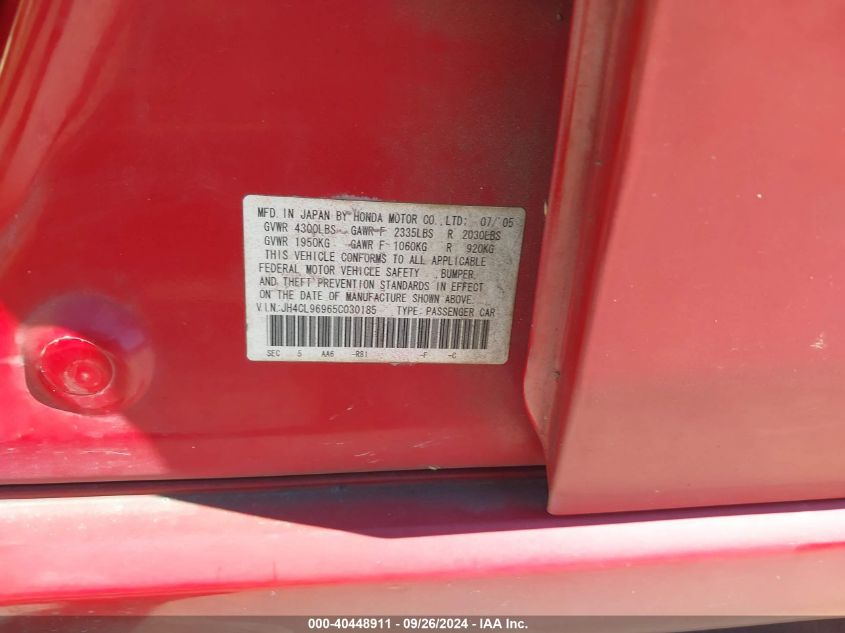 MFD. IN JAPAN BY HONDA MOTOR CO.,LTD: 07/'05
GVWR 4300LBS GAWR F 2335LBS R 2030LBS
GVWR 1950KG GAWR F 1060KG R 920KG
THIS VEHICLE CONFORMS TO ALL APPLICABLE
FEDERAL MOTOR VEHICLE SAFETY ,BUMPER,
AND THEFT PREVENTION STANDARDS IN EFFECT
ON THE DATE OF MANUFACTURE SHOWN ABOVE.
V.I.N:JH4CL96965C030185 TYPE:PASSENGER CAR
SEC 5 AA6 -R81 -F -C
000-40448911 - 09/26/2024 - IAA Inc.